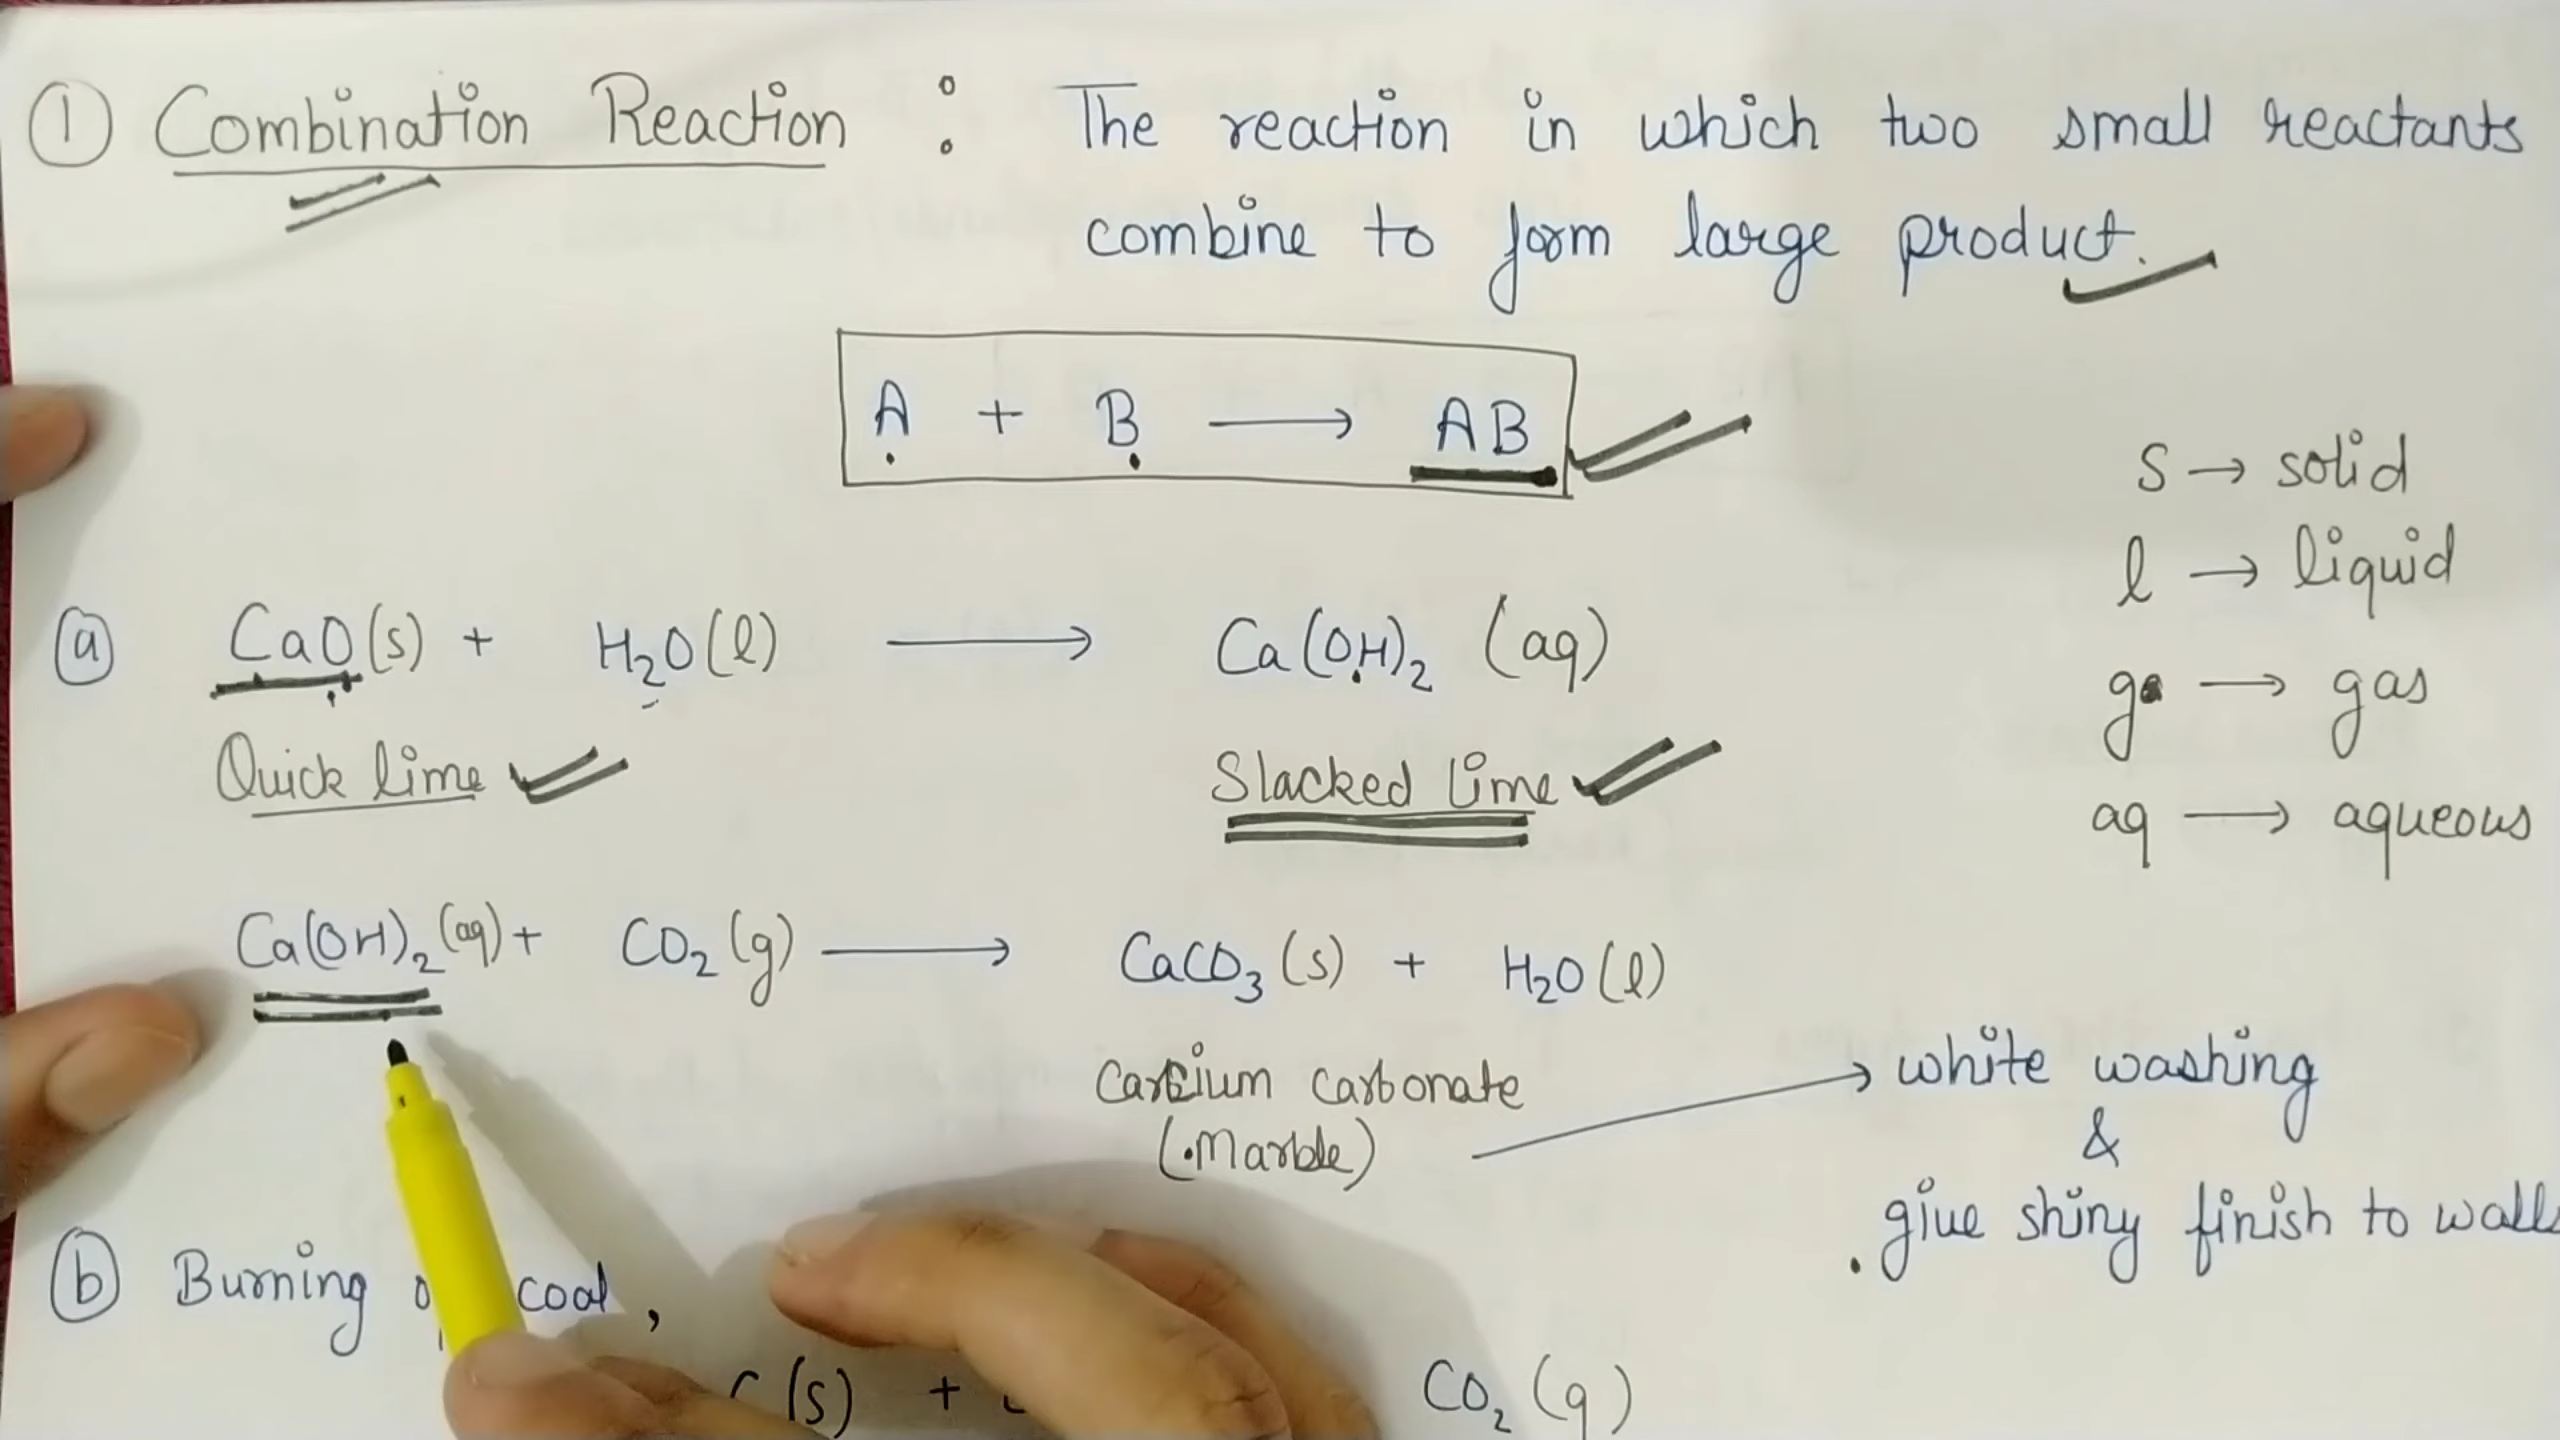 ① Combination Reaction : The reaction in which two small reactants
combine to form large product.
A + B ⟶ AB
s → solid
l → liquid
g → gas
aq → aqueous
ⓐ CaO(s) + H₂O(l) ⟶ Ca(OH)₂ (aq)
Quick lime Slacked lime
Ca(OH)₂(aq) + CO₂(g) ⟶ CaCO₃(s) + H₂O(l)
Carbonate
(Marble) → white washing
&
give shiny finish to walls
ⓑ Burning coal,
(s) + CO₂(g)